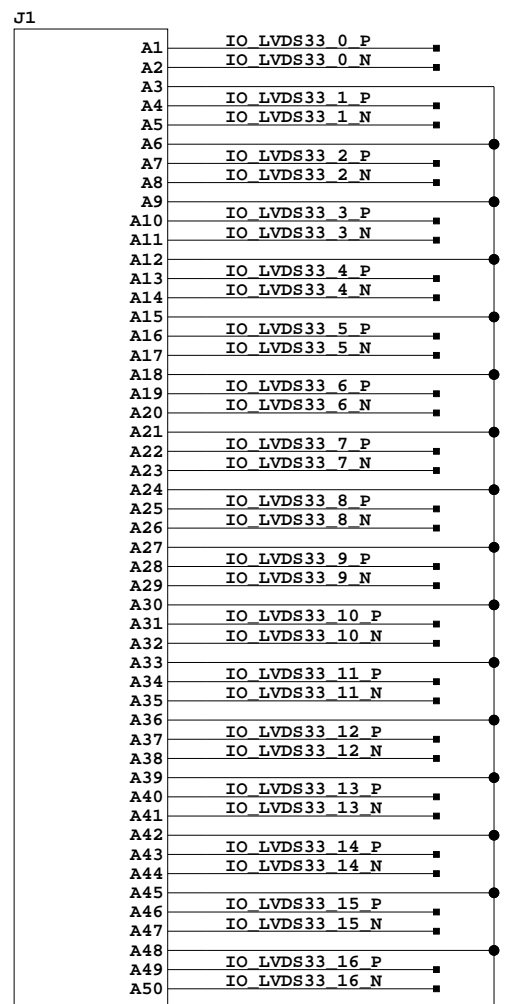 J1
A1 IO_LVDS33_0_P
A2 IO_LVDS33_0_N
A3
A4 IO_LVDS33_1_P
A5 IO_LVDS33_1_N
A6
A7 IO_LVDS33_2_P
A8 IO_LVDS33_2_N
A9
A10 IO_LVDS33_3_P
A11 IO_LVDS33_3_N
A12
A13 IO_LVDS33_4_P
A14 IO_LVDS33_4_N
A15
A16 IO_LVDS33_5_P
A17 IO_LVDS33_5_N
A18
A19 IO_LVDS33_6_P
A20 IO_LVDS33_6_N
A21
A22 IO_LVDS33_7_P
A23 IO_LVDS33_7_N
A24
A25 IO_LVDS33_8_P
A26 IO_LVDS33_8_N
A27
A28 IO_LVDS33_9_P
A29 IO_LVDS33_9_N
A30
A31 IO_LVDS33_10_P
A32 IO_LVDS33_10_N
A33
A34 IO_LVDS33_11_P
A35 IO_LVDS33_11_N
A36
A37 IO_LVDS33_12_P
A38 IO_LVDS33_12_N
A39
A40 IO_LVDS33_13_P
A41 IO_LVDS33_13_N
A42
A43 IO_LVDS33_14_P
A44 IO_LVDS33_14_N
A45
A46 IO_LVDS33_15_P
A47 IO_LVDS33_15_N
A48
A49 IO_LVDS33_16_P
A50 IO_LVDS33_16_N